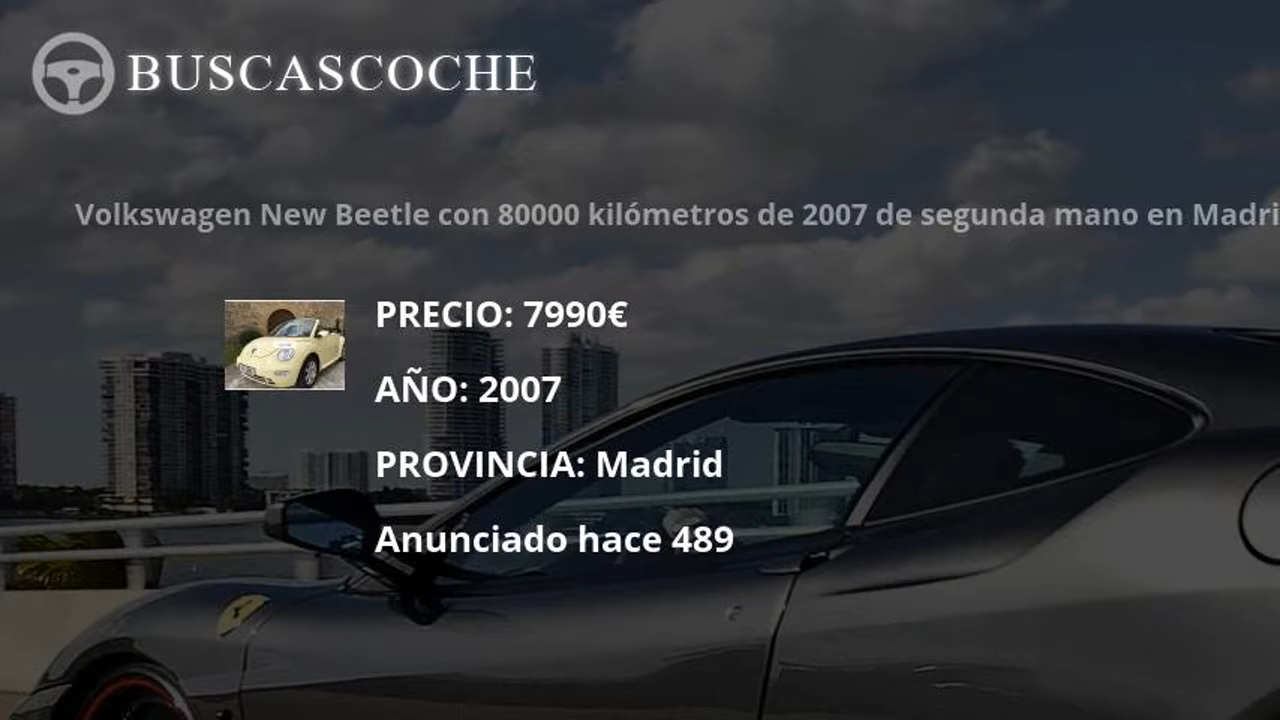 BUSCASCOCHE
Volkswagen New Beetle con 80000 kilómetros de 2007 de segunda mano en Madri
PRECIO: 7990€
AÑO: 2007
PROVINCIA: Madrid
Anunciado hace 489